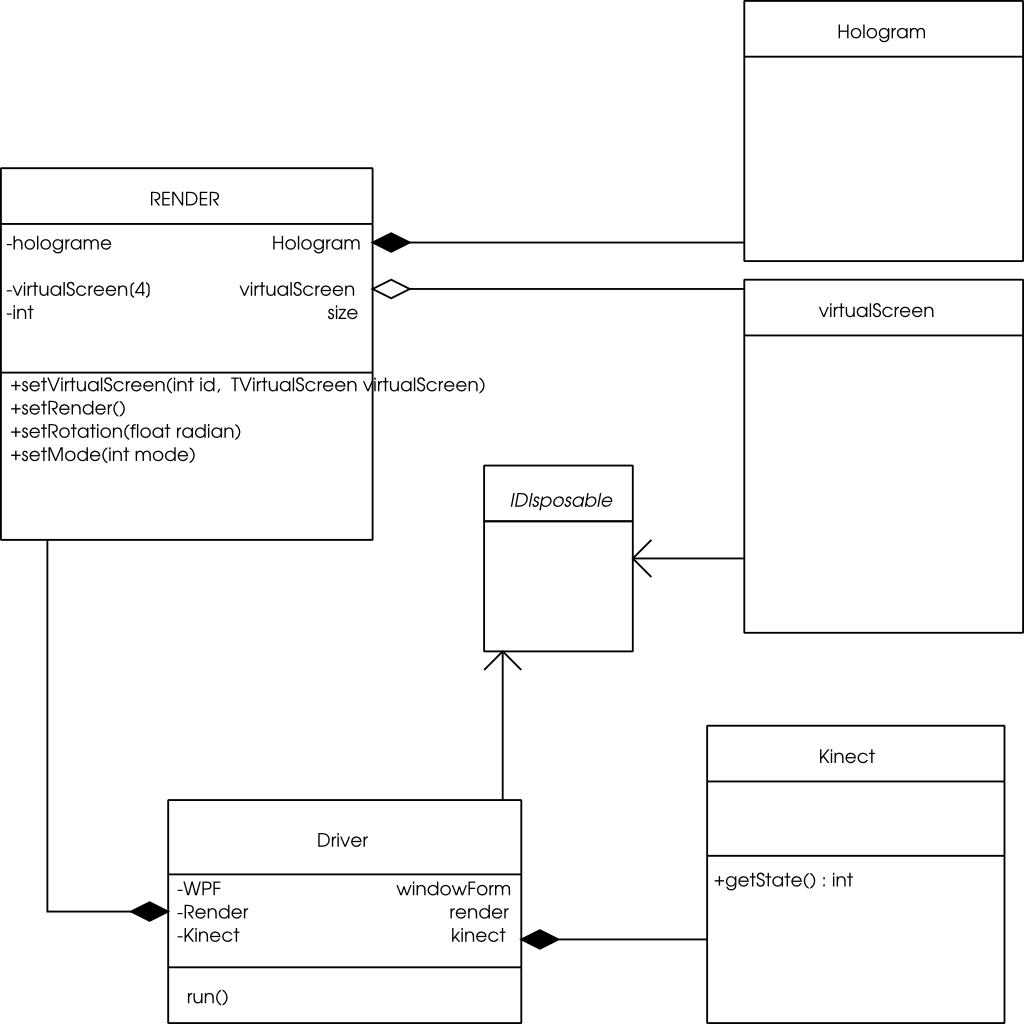 Hologram
RENDER
-holograme Hologram
-virtualScreen[4] virtualScreen
-int size
virtualScreen
+setVirtualScreen(int id, TVirtualScreen virtualScreen)
+setRender()
+setRotation(float radian)
+setMode(int mode)
IDIsposable
Kinect
Driver
+getState() : int
-WPF windowForm
-Render render
-Kinect kinect
run()